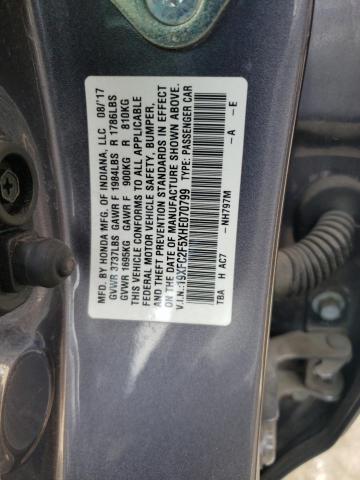 MFD. BY HONDA MFG. OF INDIANA, LLC 08/'17
GVWR 3737LBS GAWR F 1984LBS R 1786LBS
GVWR 1695KG GAWR F 900KG R 810KG
THIS VEHICLE CONFORMS TO ALL APPLICABLE
FEDERAL MOTOR VEHICLE SAFETY, BUMPER,
AND THEFT PREVENTION STANDARDS IN EFFECT
ON THE DATE OF MANUFACTURE SHOWN ABOVE.
V.I.N.:19XFC2F5XHE070799 TYPE: PASSENGER CAR
TBA H AC7 -NH797M -A -E